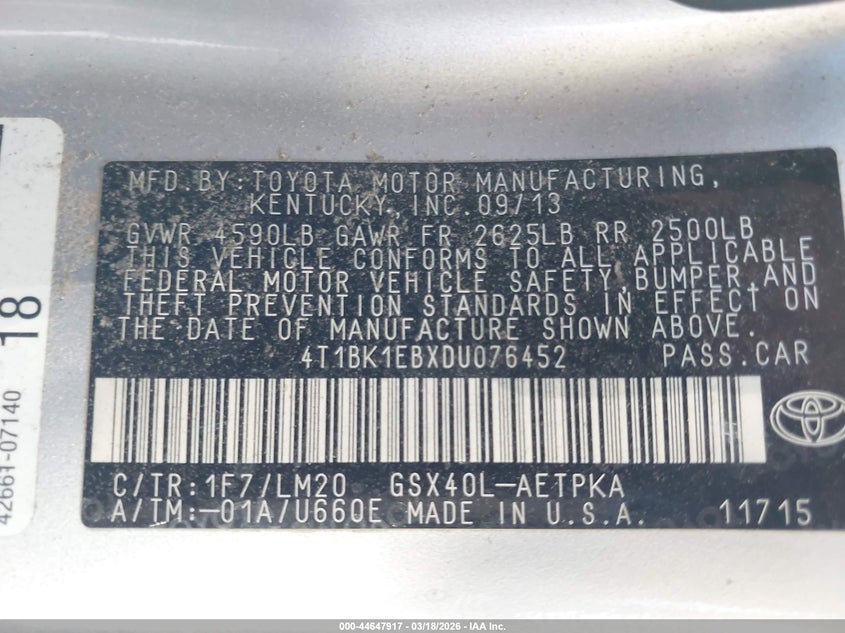 MFD. BY: TOYOTA MOTOR MANUFACTURING,
KENTUCKY, INC. 09/13
GVWR 4590LB GAWR FR 2625LB RR 2500LB
THIS VEHICLE CONFORMS TO ALL APPLICABLE
FEDERAL MOTOR VEHICLE SAFETY, BUMPER, AND
THEFT PREVENTION STANDARDS IN EFFECT ON
THE DATE OF MANUFACTURE SHOWN ABOVE.
4T1BK1EBXDU076452 PASS. CAR
C/TR: 1F7/LM20 GSX40L-AETPKA
A/TM: -01A/U660E MADE IN U.S.A. 11715
18
42661-07140
000-44647917 | 03/18/2026 - IAA Inc.